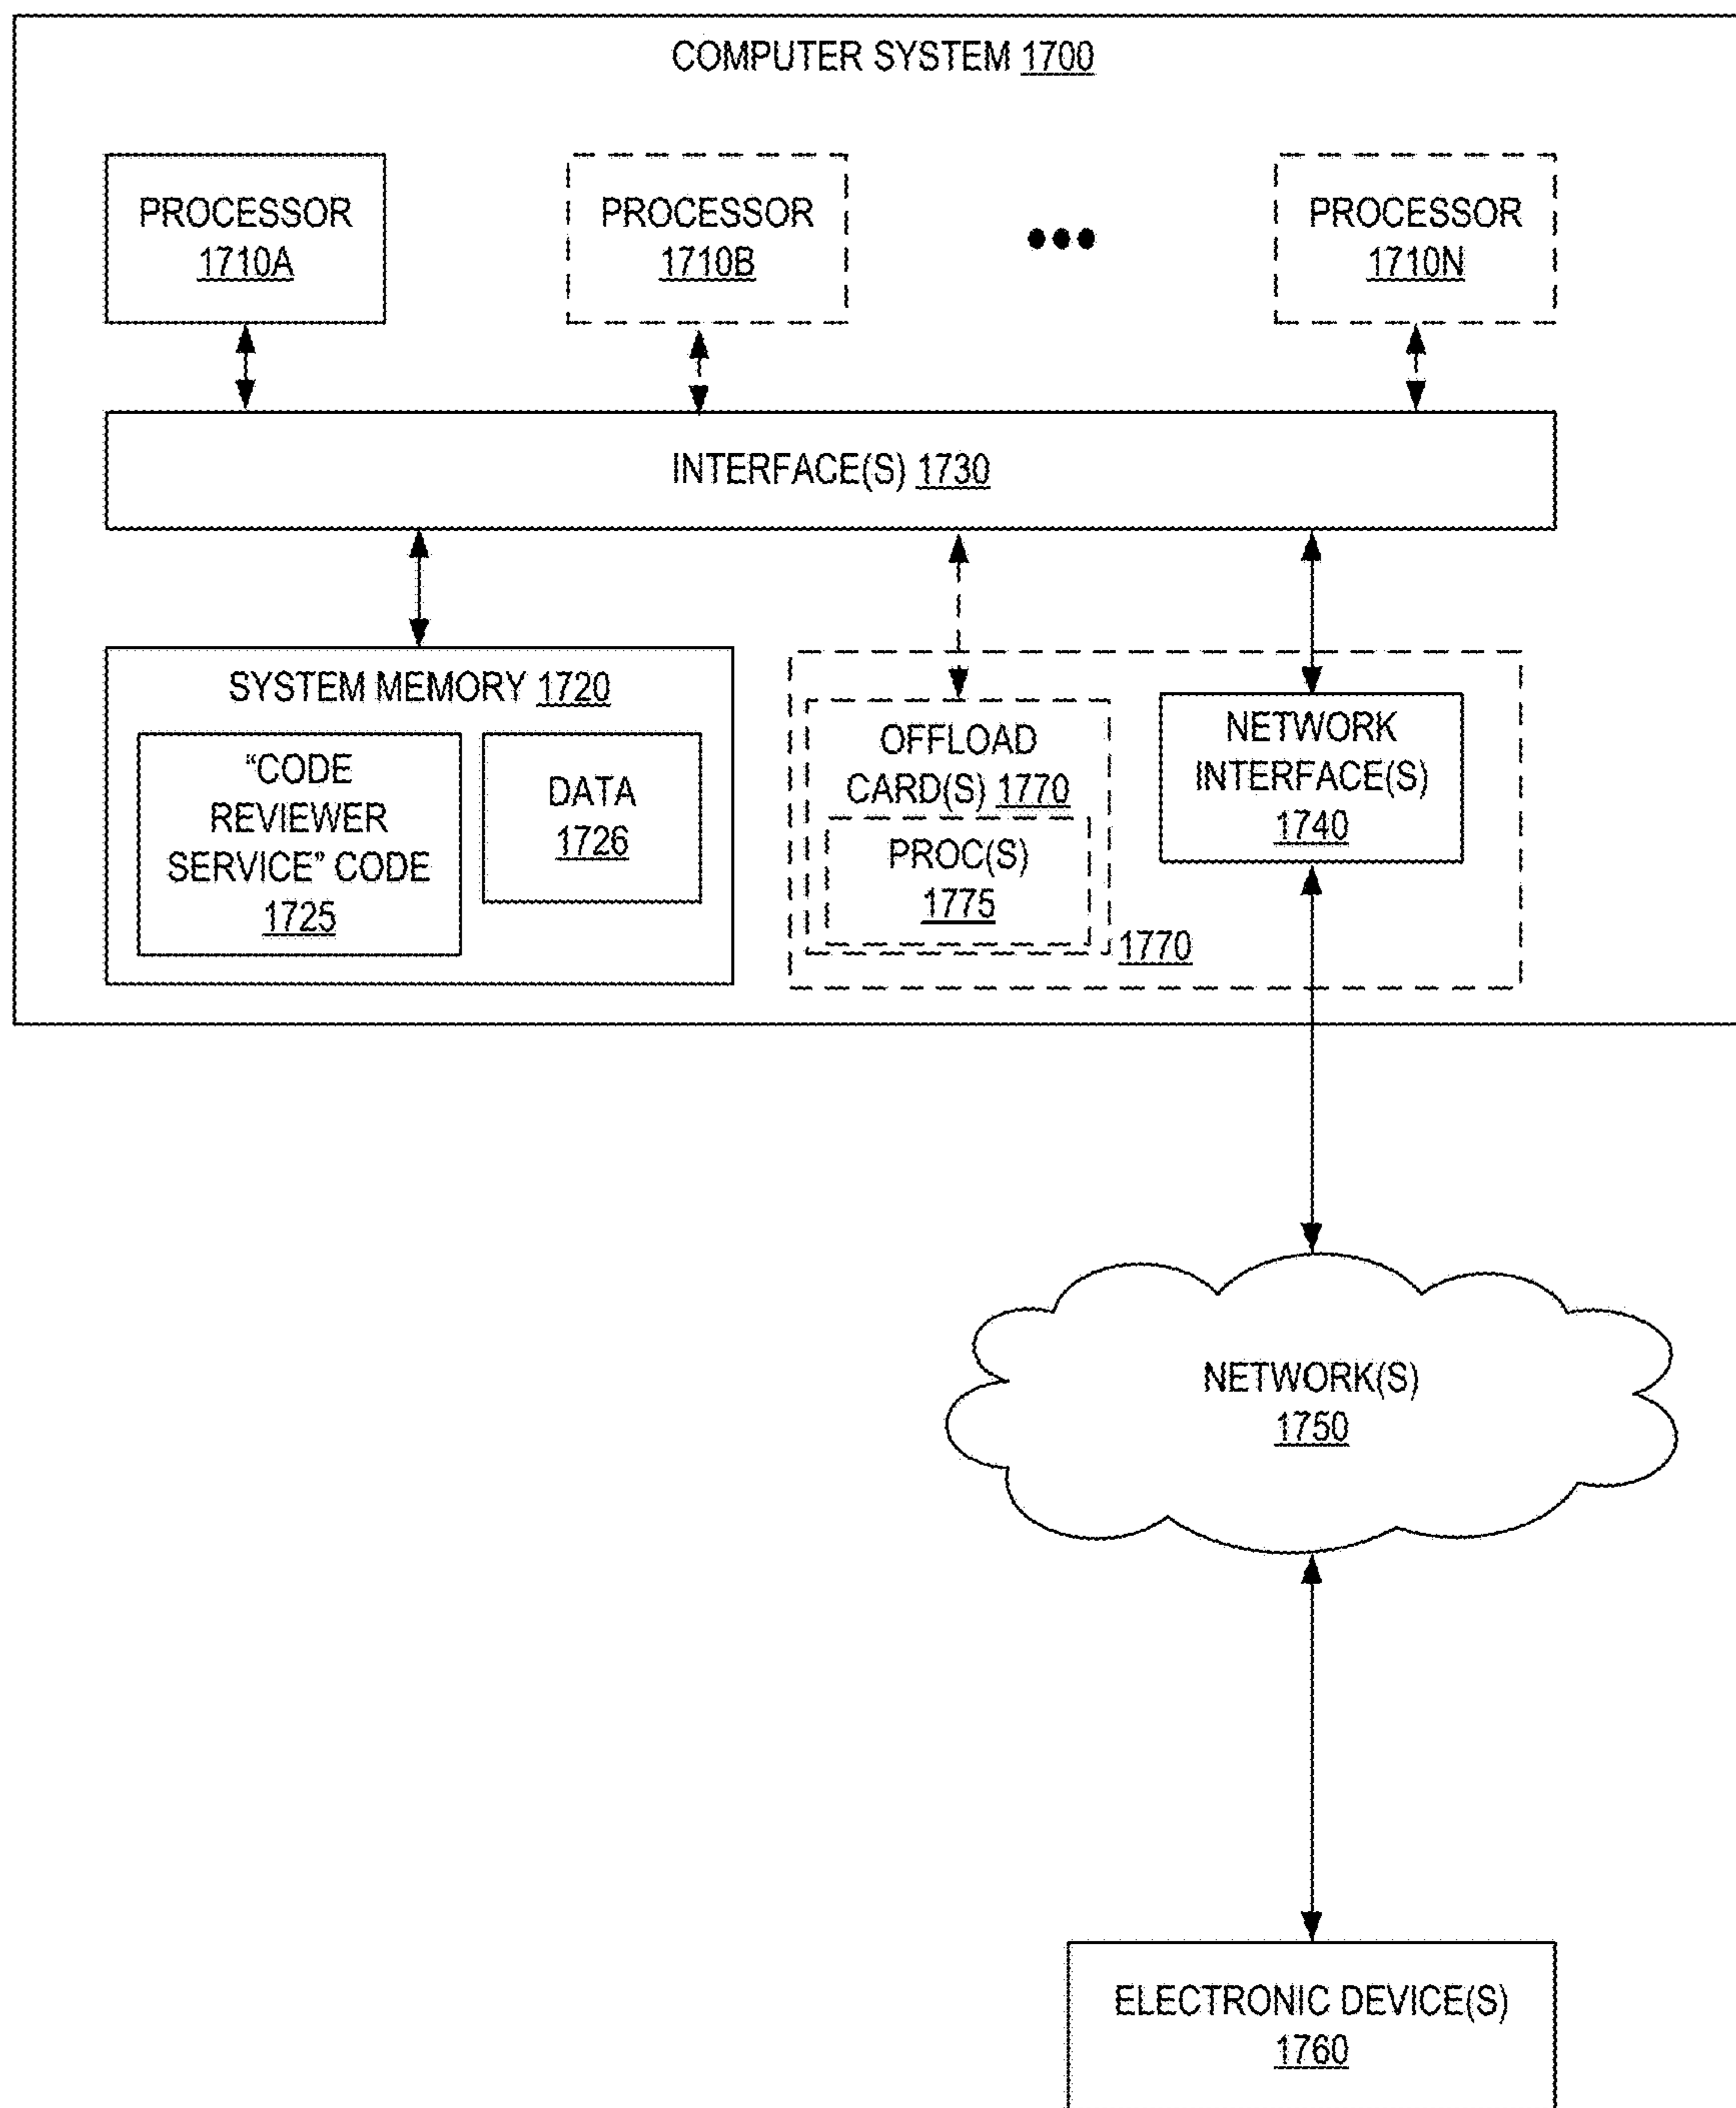 COMPUTER SYSTEM 1700
PROCESSOR
1710A
PROCESSOR
1710B
PROCESSOR
1710N
INTERFACE(S) 1730
SYSTEM MEMORY 1720
“CODE
REVIEWER
SERVICE” CODE
1725
DATA
1726
OFFLOAD
CARD(S) 1770
PROC(S)
1775
1770
NETWORK
INTERFACE(S)
1740
NETWORK(S)
1750
ELECTRONIC DEVICE(S)
1760